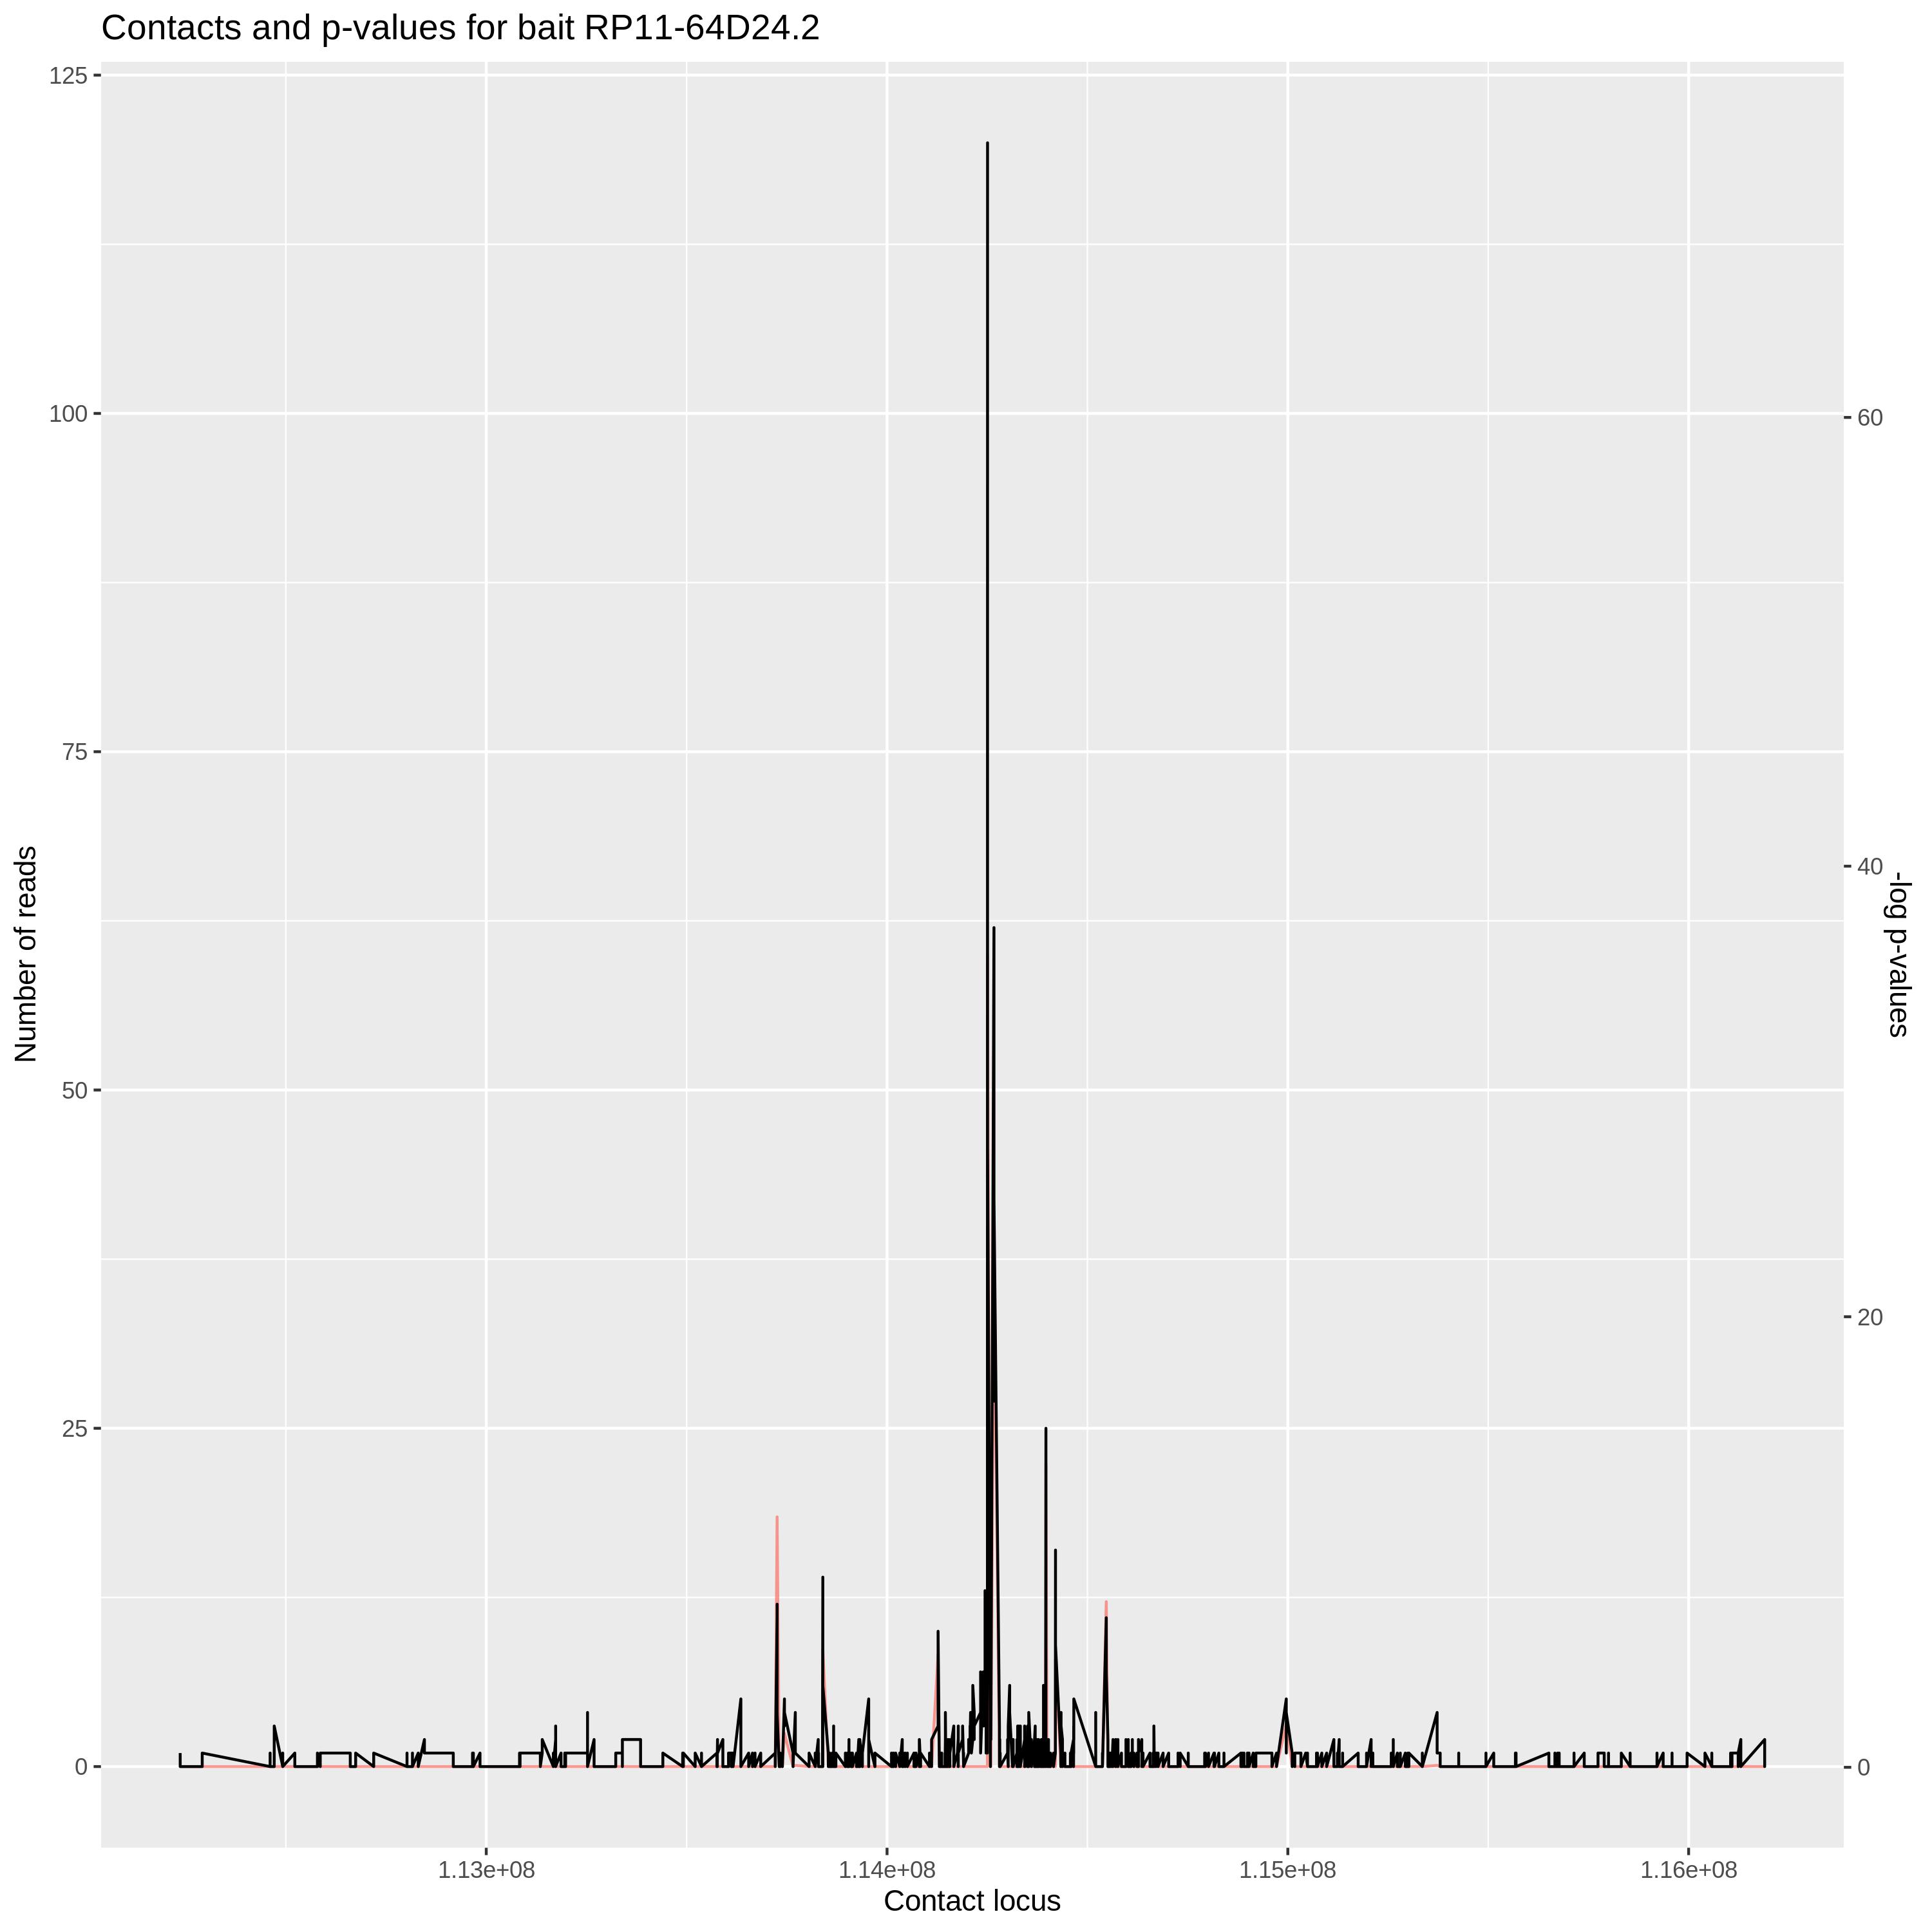 Contacts and p-values for bait RP11-64D24.2
125
100
75
50
25
0
Number of reads
60
40
20
0
-log p-values
1.13e+08
1.14e+08
1.15e+08
1.16e+08
Contact locus